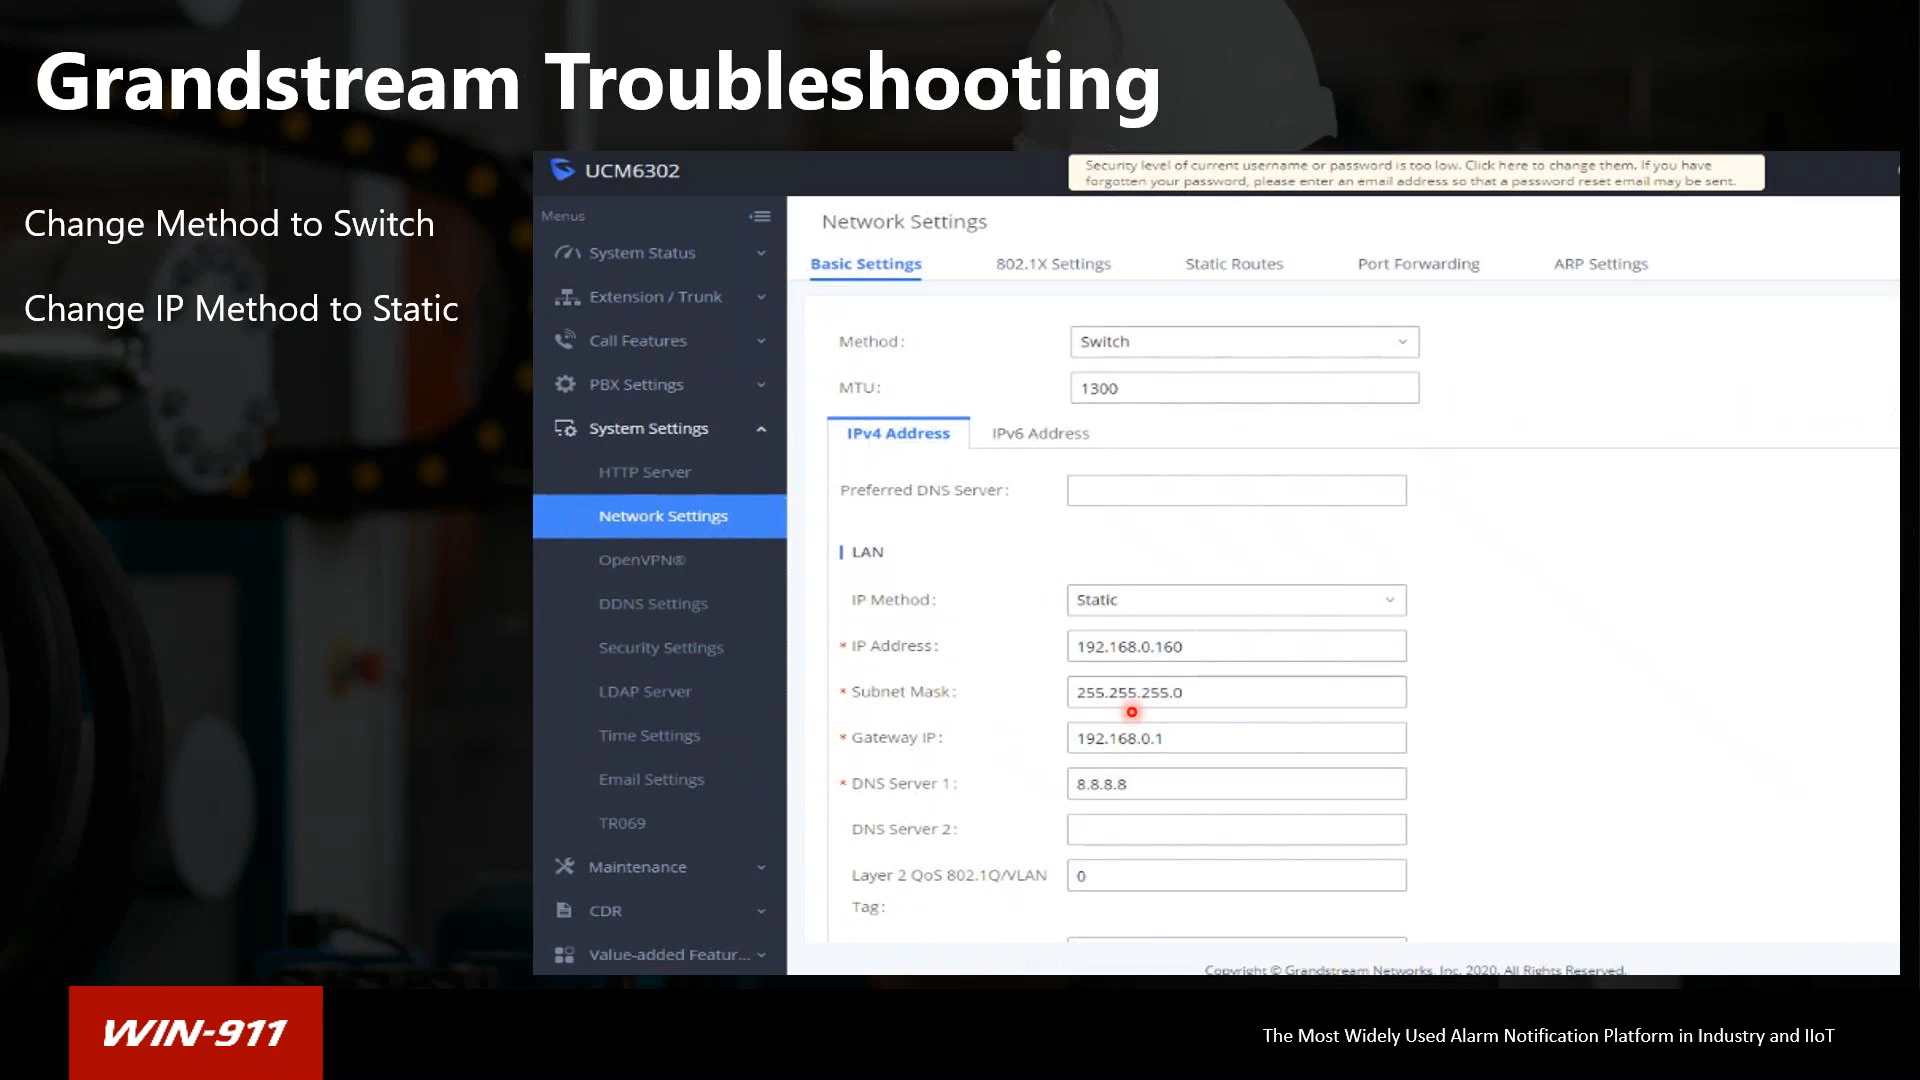 Grandstream Troubleshooting
Change Method to Switch
Change IP Method to Static
UCM6302
Security level of current username or password is too low. Click here to change them. If you have
forgotten your password, please enter an email address so that a password reset email may be sent.
Menus
System Status
Extension / Trunk
Call Features
PBX Settings
System Settings
HTTP Server
Network Settings
OpenVPN®
DDNS Settings
Security Settings
LDAP Server
Time Settings
Email Settings
TR069
Maintenance
CDR
Value-added Featur...
Network Settings
Basic Settings 802.1X Settings Static Routes Port Forwarding ARP Settings
Method: Switch
MTU: 1300
IPv4 Address IPv6 Address
Preferred DNS Server:
LAN
IP Method: Static
* IP Address: 192.168.0.160
* Subnet Mask: 255.255.255.0
* Gateway IP: 192.168.0.1
* DNS Server 1: 8.8.8.8
DNS Server 2:
Layer 2 QoS 802.1Q/VLAN 0
Tag:
Copyright © Grandstream Networks, Inc. 2020. All Rights Reserved.
WIN-911
The Most Widely Used Alarm Notification Platform in Industry and IIoT